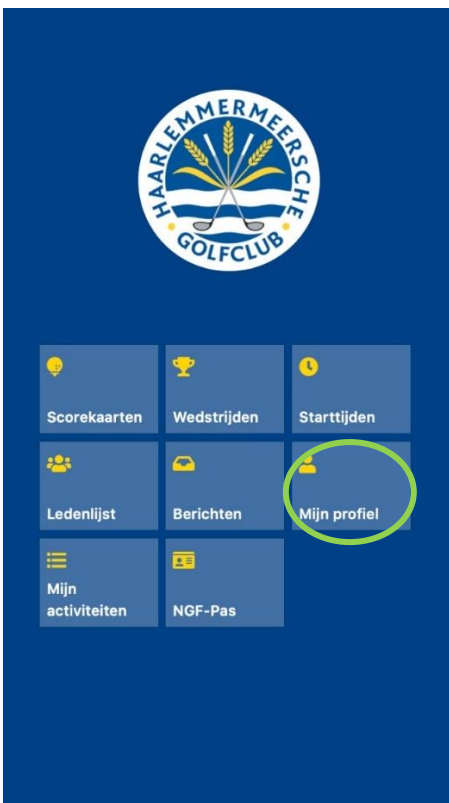 HAARLEMMERMEERSCHE
GOLFCLUB
Scorekaarten
Wedstrijden
Starttijden
Ledenlijst
Berichten
Mijn profiel
Mijn
activiteiten
NGF-Pas